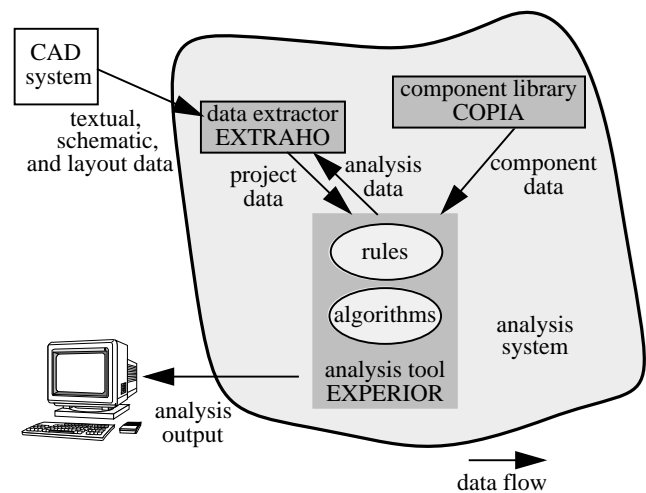 CAD
system
textual,
schematic,
and layout data
data extractor
EXTRAHO
component library
COPIA
project
data
analysis
data
component
data
rules
algorithms
analysis tool
EXPERIOR
analysis
system
analysis
output
data flow